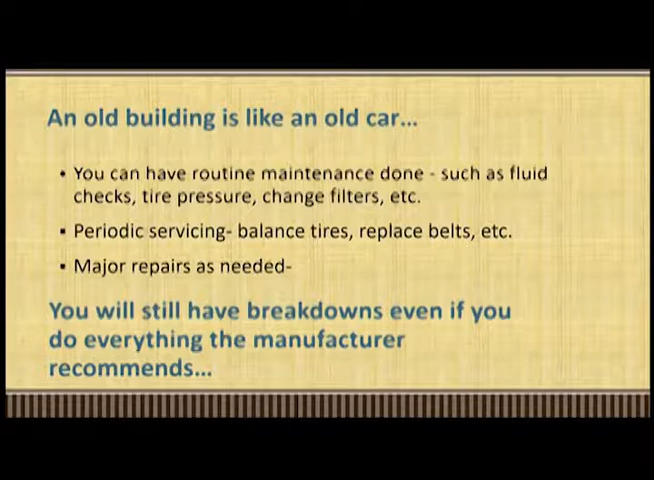 An old building is like an old car...
• You can have routine maintenance done - such as fluid
checks, tire pressure, change filters, etc.
▪ Periodic servicing- balance tires, replace belts, etc.
▪ Major repairs as needed-
You will still have breakdowns even if you
do everything the manufacturer
recommends...